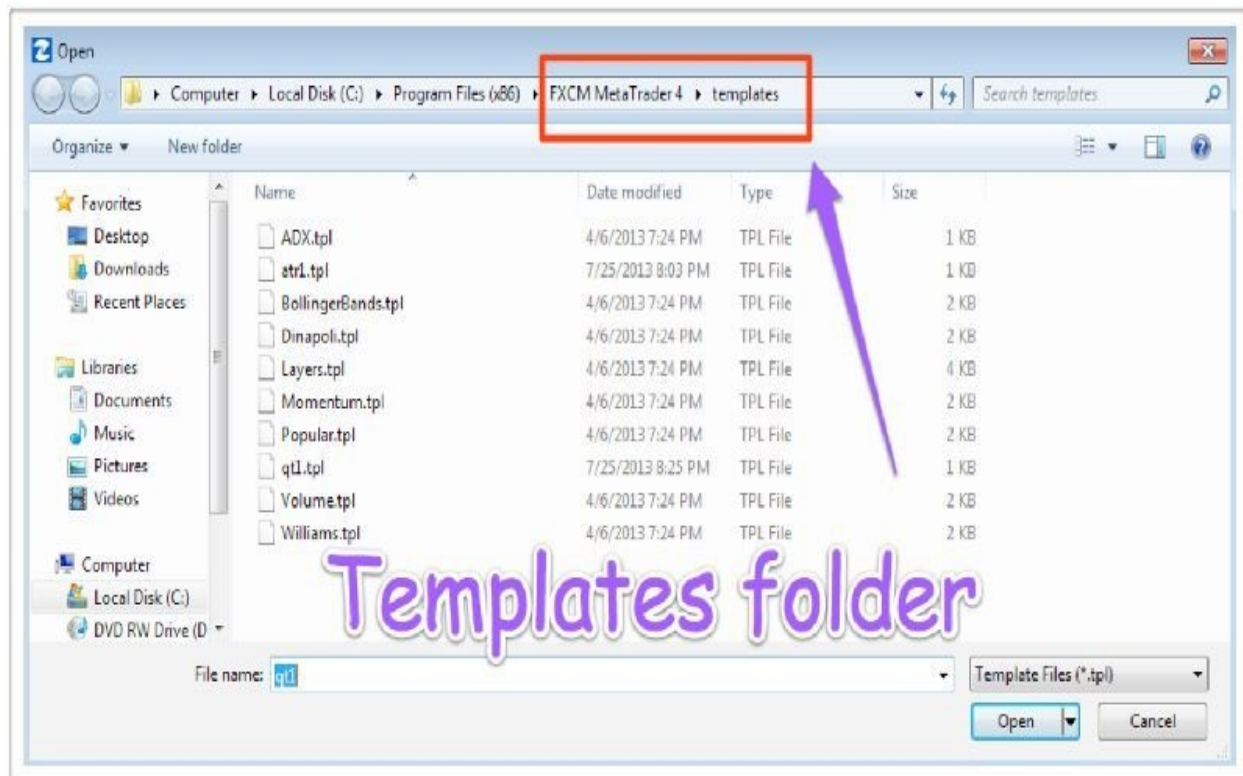 Open
Computer ▸ Local Disk (C:) ▸ Program Files (x86) ▸ FXCM MetaTrader 4 ▸ templates
Search templates
Organize
New folder
Name Date modified Type Size
Favorites
Desktop
Downloads
Recent Places
Libraries
Documents
Music
Pictures
Videos
Computer
Local Disk (C:)
DVD RW Drive (D
ADX.tpl 4/6/2013 7:24 PM TPL File 1 KB
atr1.tpl 7/25/2013 8:03 PM TPL File 1 KB
BollingerBands.tpl 4/6/2013 7:24 PM TPL File 2 KB
Dinapoli.tpl 4/6/2013 7:24 PM TPL File 2 KB
Layers.tpl 4/6/2013 7:24 PM TPL File 4 KB
Momentum.tpl 4/6/2013 7:24 PM TPL File 2 KB
Popular.tpl 4/6/2013 7:24 PM TPL File 2 KB
qt1.tpl 7/25/2013 8:25 PM TPL File 1 KB
Volume.tpl 4/6/2013 7:24 PM TPL File 2 KB
Williams.tpl 4/6/2013 7:24 PM TPL File 2 KB
Templates folder
File name: qt1
Template Files (*.tpl)
Open
Cancel